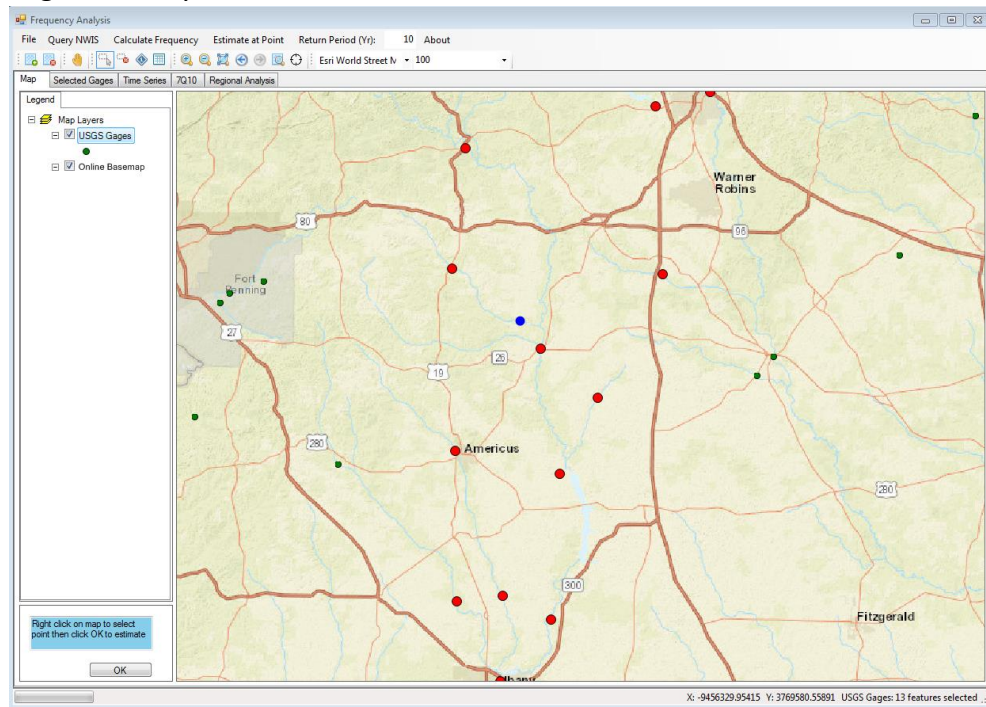 Frequency Analysis
File Query NWIS Calculate Frequency Estimate at Point Return Period (Yr): 10 About
Esri World Street M 100
Map Selected Gages Time Series 7Q10 Regional Analysis
Legend
Map Layers
USGS Gages
Online Basemap
Warner
Robins
80
96
Fort
Benning
27
26
19
280
Americus
280
300
Fitzgerald
Albany
Right click on map to select
point then click OK to estimate
OK
X: -9456329.95415 Y: 3769580.55891 USGS Gages: 13 features selected